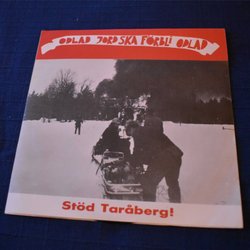 ODLAD JORD SKA FÖRBLI ODLAD
Stöd Taråberg!